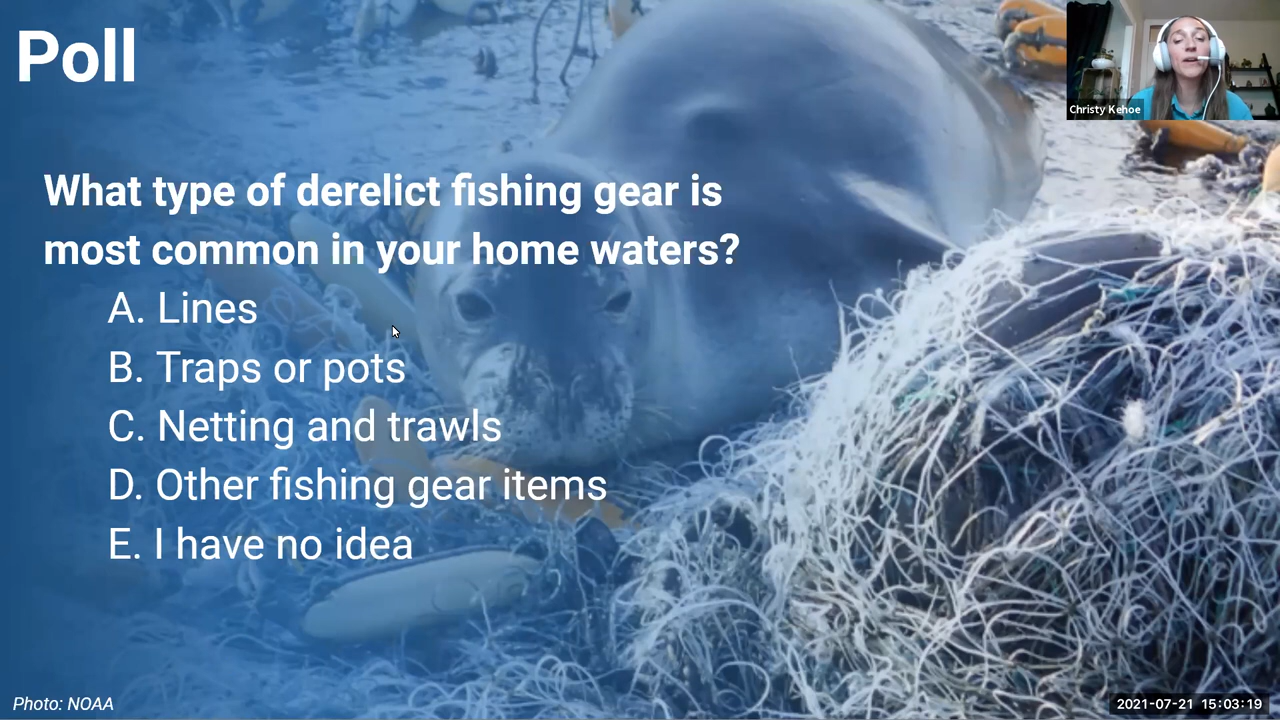 Poll
Christy Kehoe
What type of derelict fishing gear is
most common in your home waters?
A. Lines
B. Traps or pots
C. Netting and trawls
D. Other fishing gear items
E. I have no idea
Photo: NOAA
2021-07-21 15:03:19